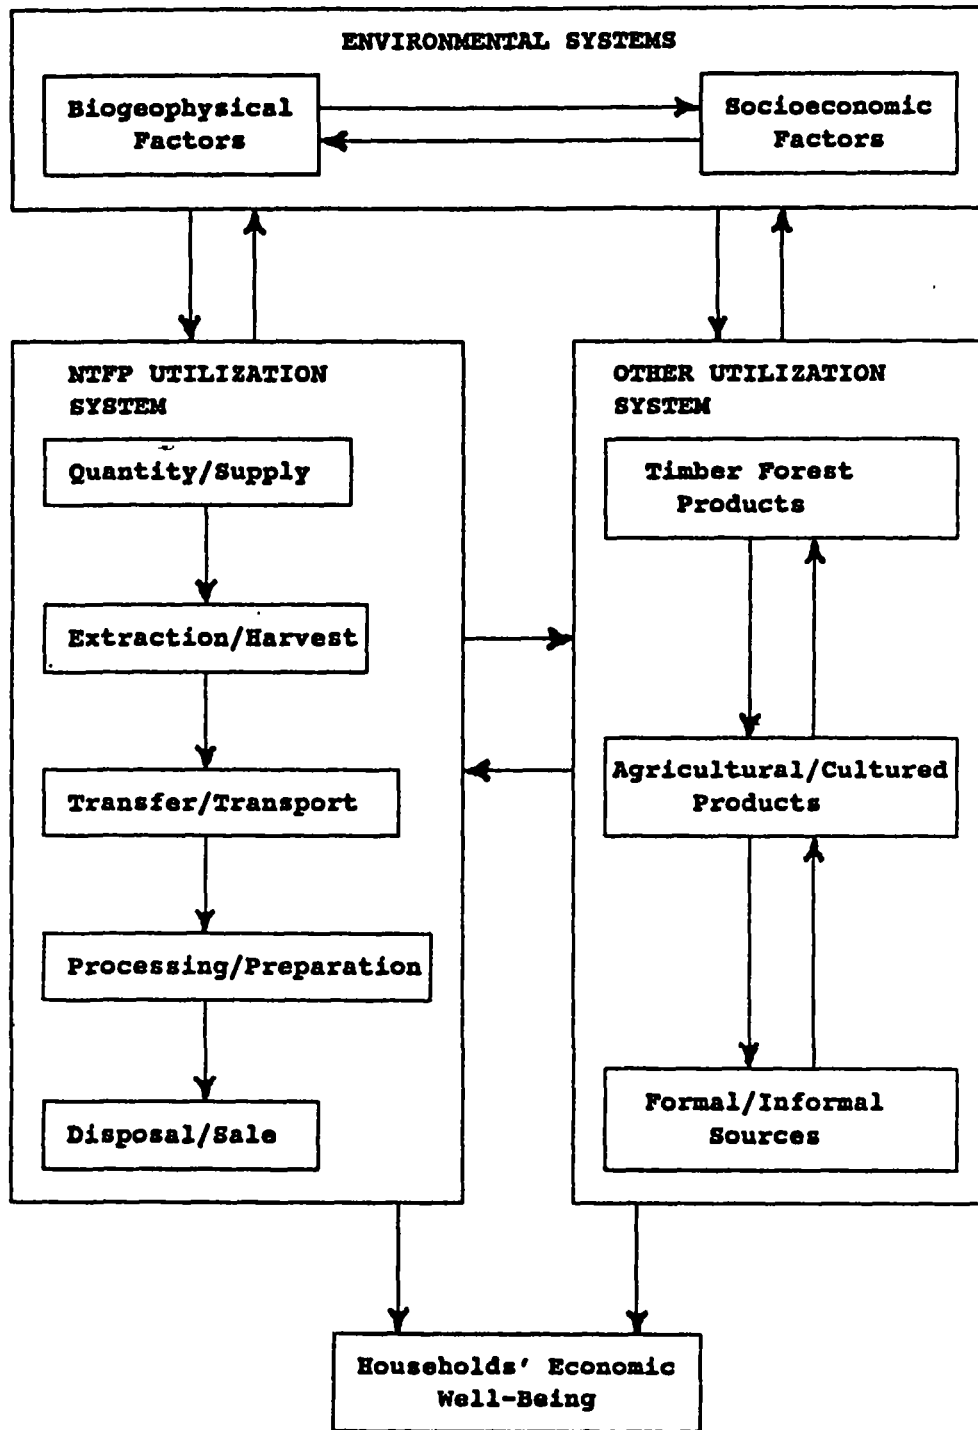 ENVIRONMENTAL SYSTEMS
Biogeophysical
Factors
Socioeconomic
Factors
NTFP UTILIZATION
SYSTEM
Quantity/Supply
Extraction/Harvest
Transfer/Transport
Processing/Preparation
Disposal/Sale
OTHER UTILIZATION
SYSTEM
Timber Forest
Products
Agricultural/Cultured
Products
Formal/Informal
Sources
Households' Economic
Well-Being